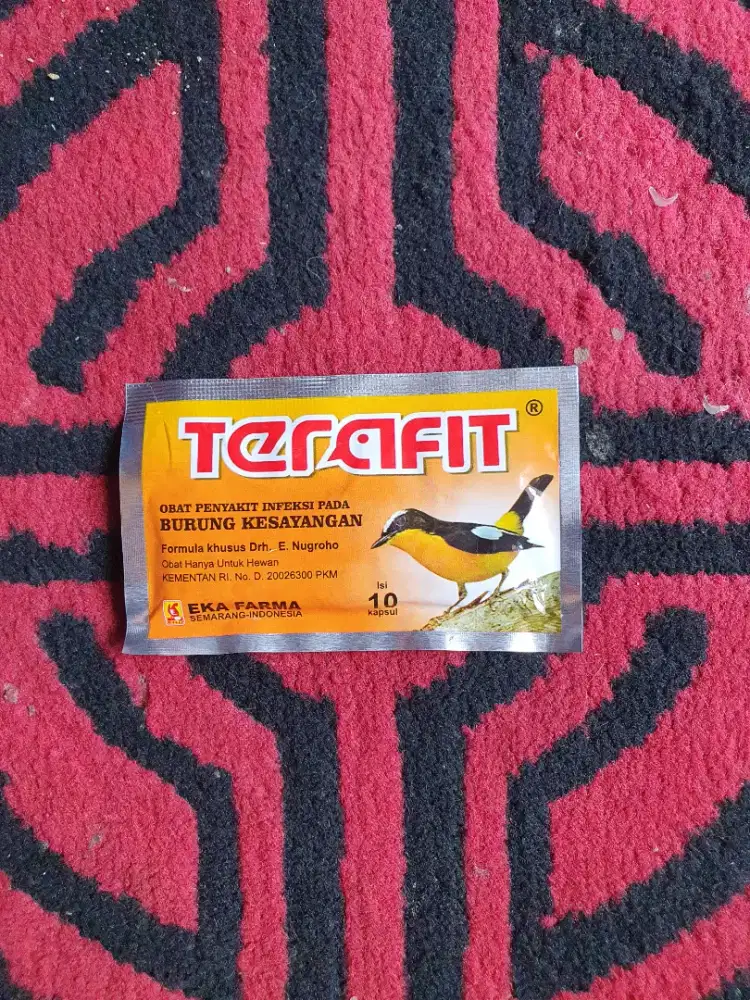 TERAFIT ®
OBAT PENYAKIT INFEKSI PADA
BURUNG KESAYANGAN
Formula khusus Drh. E. Nugroho
Obat Hanya Untuk Hewan
KEMENTAN RI. No. D. 20026300 PKM
EKA FARMA
SEMARANG-INDONESIA
Isi
10
kapsul